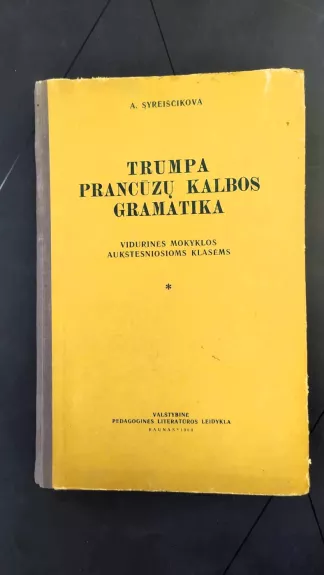 A. SYREIŠČIKOVA
TRUMPA
PRANCŪZŲ KALBOS
GRAMATIKA
VIDURINĖS MOKYKLOS
AUKŠTESNIOSIOMS KLASĖMS
*
VALSTYBINĖ
PEDAGOGINĖS LITERATŪROS LEIDYKLA
KAUNAS